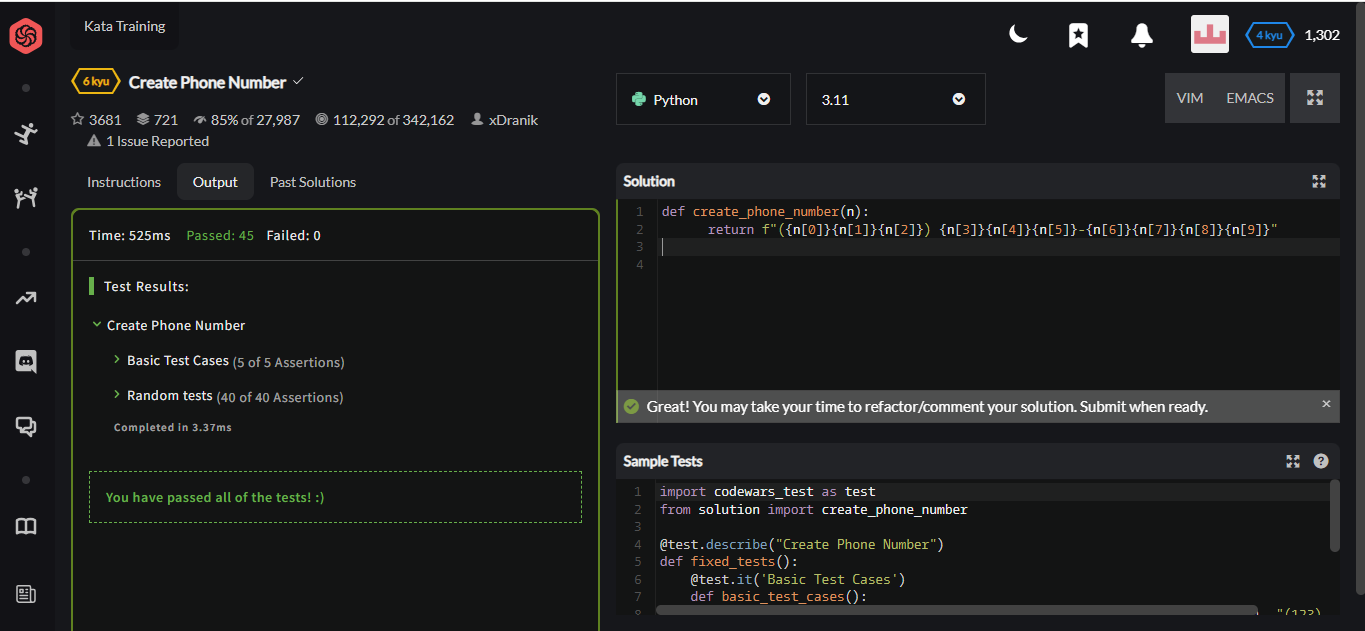 Kata Training
4 kyu 1,302
6 kyu Create Phone Number
Python 3.11 VIM EMACS
3681 721 85% of 27,987 112,292 of 342,162 xDranik
1 Issue Reported
Instructions Output Past Solutions
Time: 525ms Passed: 45 Failed: 0
Test Results:
Create Phone Number
Basic Test Cases (5 of 5 Assertions)
Random tests (40 of 40 Assertions)
Completed in 3.37ms
You have passed all of the tests! :)
Solution
1 def create_phone_number(n):
2 return f"({n[0]}{n[1]}{n[2]}) {n[3]}{n[4]}{n[5]}-{n[6]}{n[7]}{n[8]}{n[9]}"
3
4
Great! You may take your time to refactor/comment your solution. Submit when ready.
Sample Tests
1 import codewars_test as test
2 from solution import create_phone_number
3
4 @test.describe("Create Phone Number")
5 def fixed_tests():
6 @test.it('Basic Test Cases')
7 def basic_test_cases():
8 "(123)